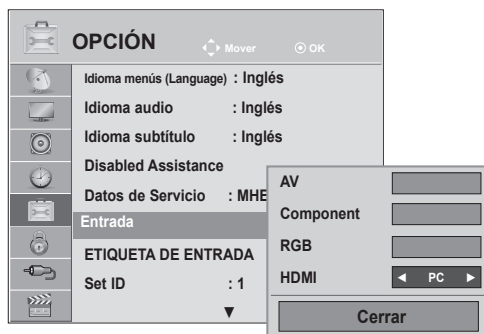 OPCIÓN Mover OK
Idioma menús (Language) : Inglés
Idioma audio : Inglés
Idioma subtítulo : Inglés
Disabled Assistance
Datos de Servicio : MHE
Entrada
ETIQUETA DE ENTRADA
Set ID : 1
AV
Component
RGB
HDMI ◄ PC ►
Cerrar